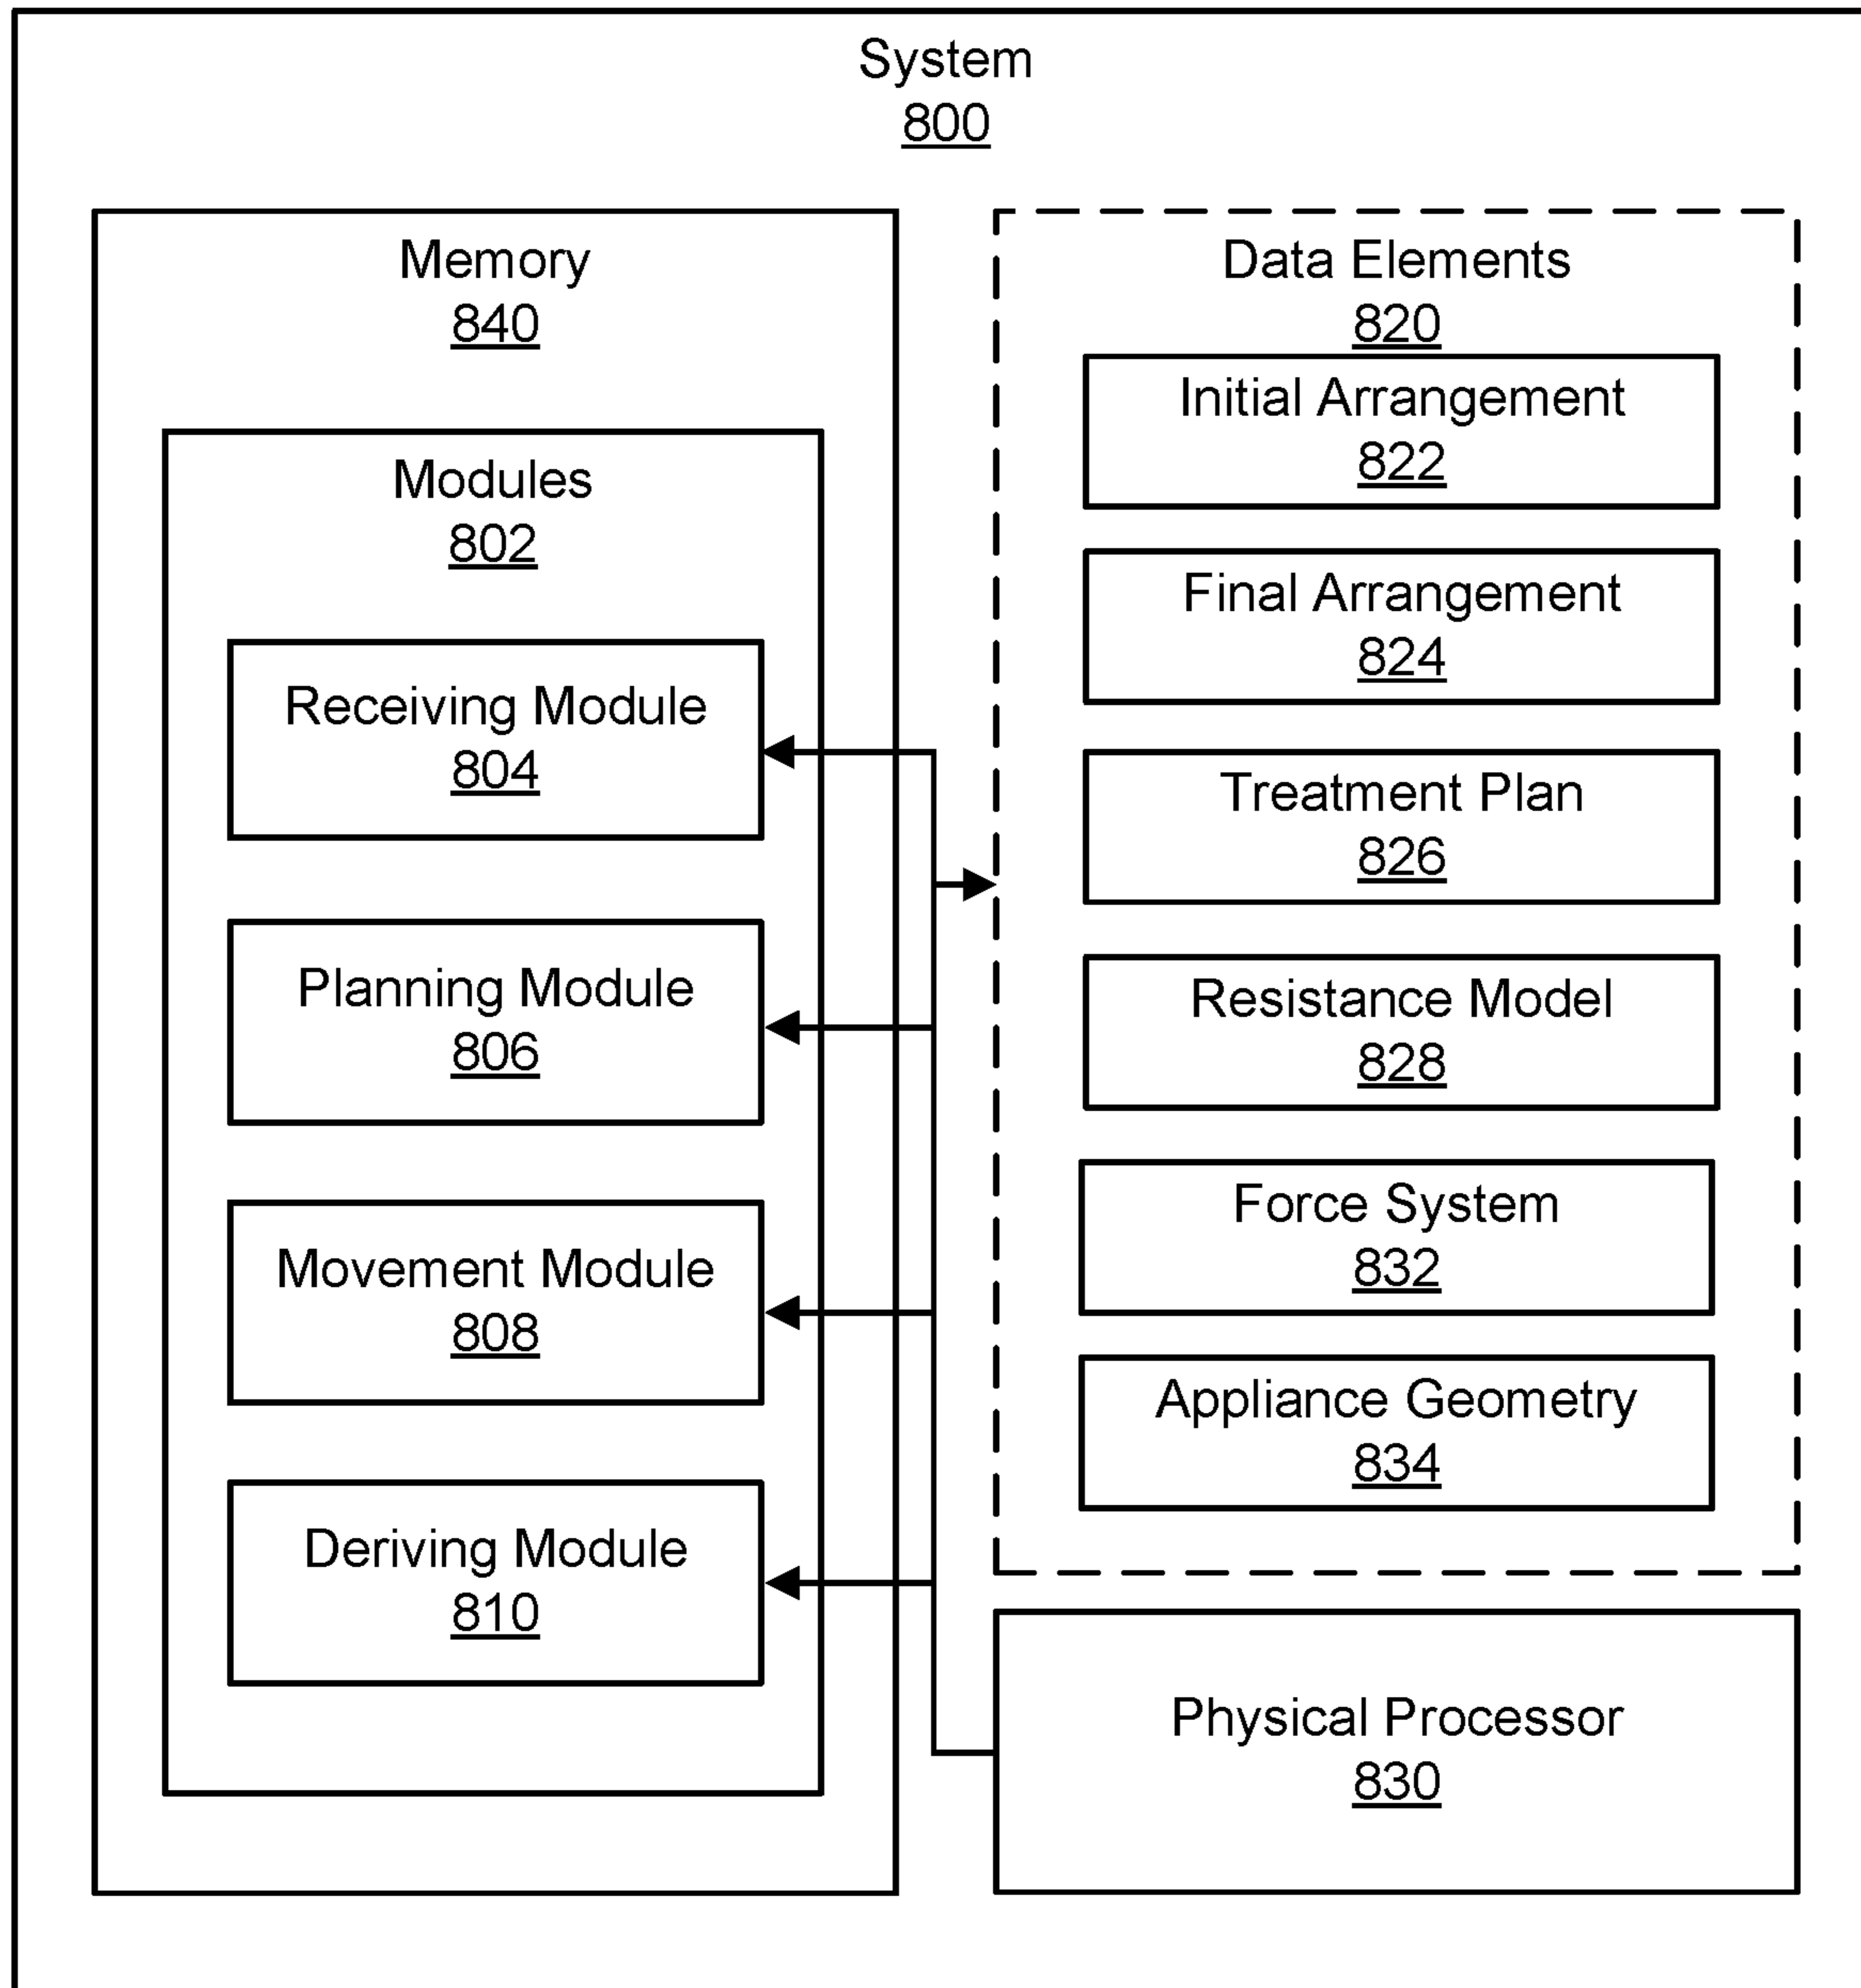 System
800
Memory
840
Modules
802
Receiving Module
804
Planning Module
806
Movement Module
808
Deriving Module
810
Data Elements
820
Initial Arrangement
822
Final Arrangement
824
Treatment Plan
826
Resistance Model
828
Force System
832
Appliance Geometry
834
Physical Processor
830